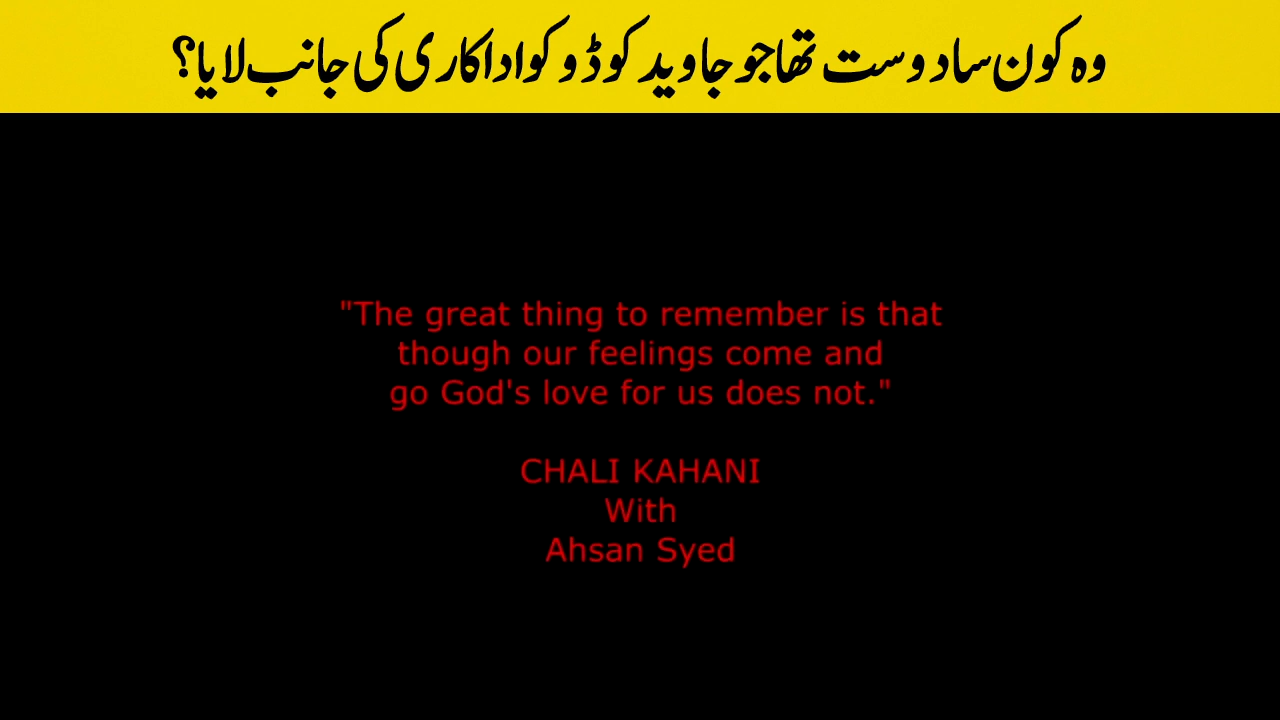 وہ کون سا دوست تھا جو جاوید کوڈو کو اداکاری کی جانب لایا؟
"The great thing to remember is that
though our feelings come and
go God's love for us does not."
CHALI KAHANI
With
Ahsan Syed